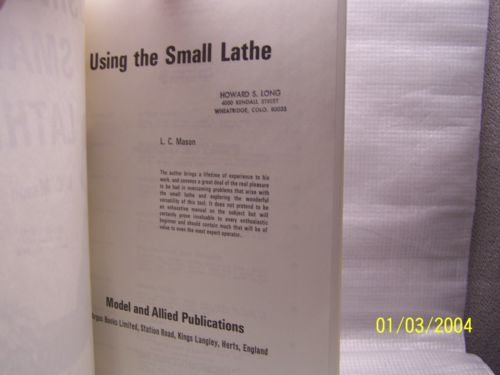 Using the Small Lathe
HOWARD S. LONG
4000 KENDALL STREET
WHEATRIDGE, COLO. 80033
L. C. Mason
The author brings a lifetime of experience to his
work, and conveys a great deal of the real pleasure
to be had in overcoming problems that arise with
the small lathe and exploring the wonderful
versatility of this tool. It does not pretend to be
an exhaustive manual on the subject but will
certainly prove invaluable to every enthusiastic
beginner and should contain much that will be of
value to even the most expert operator.
Model and Allied Publications
Argus Books Limited, Station Road, Kings Langley, Herts, England
01/03/2004